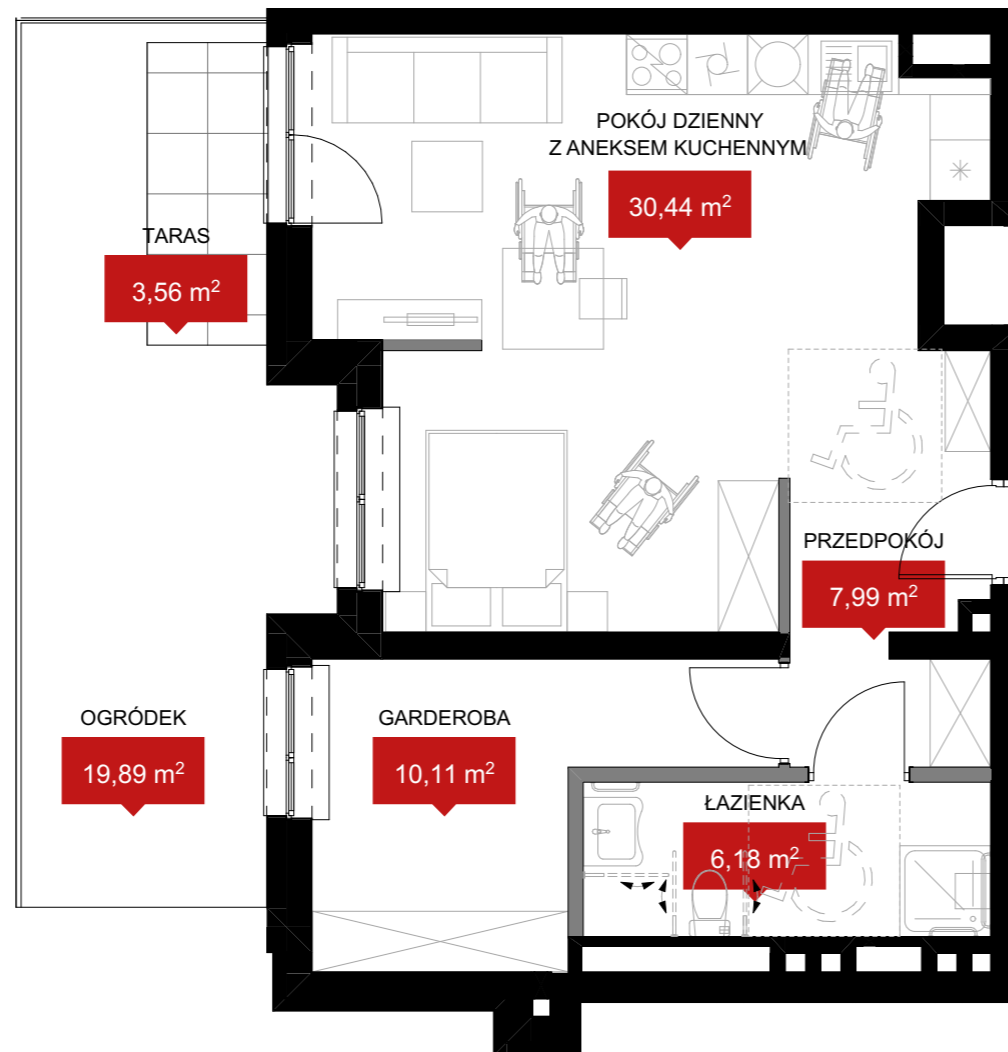 POKÓJ DZIENNY
Z ANEKSEM KUCHENNYM
30,44 m²
TARAS
3,56 m²
PRZEDPOKÓJ
7,99 m²
OGRÓDEK
19,89 m²
GARDEROBA
10,11 m²
ŁAZIENKA
6,18 m²